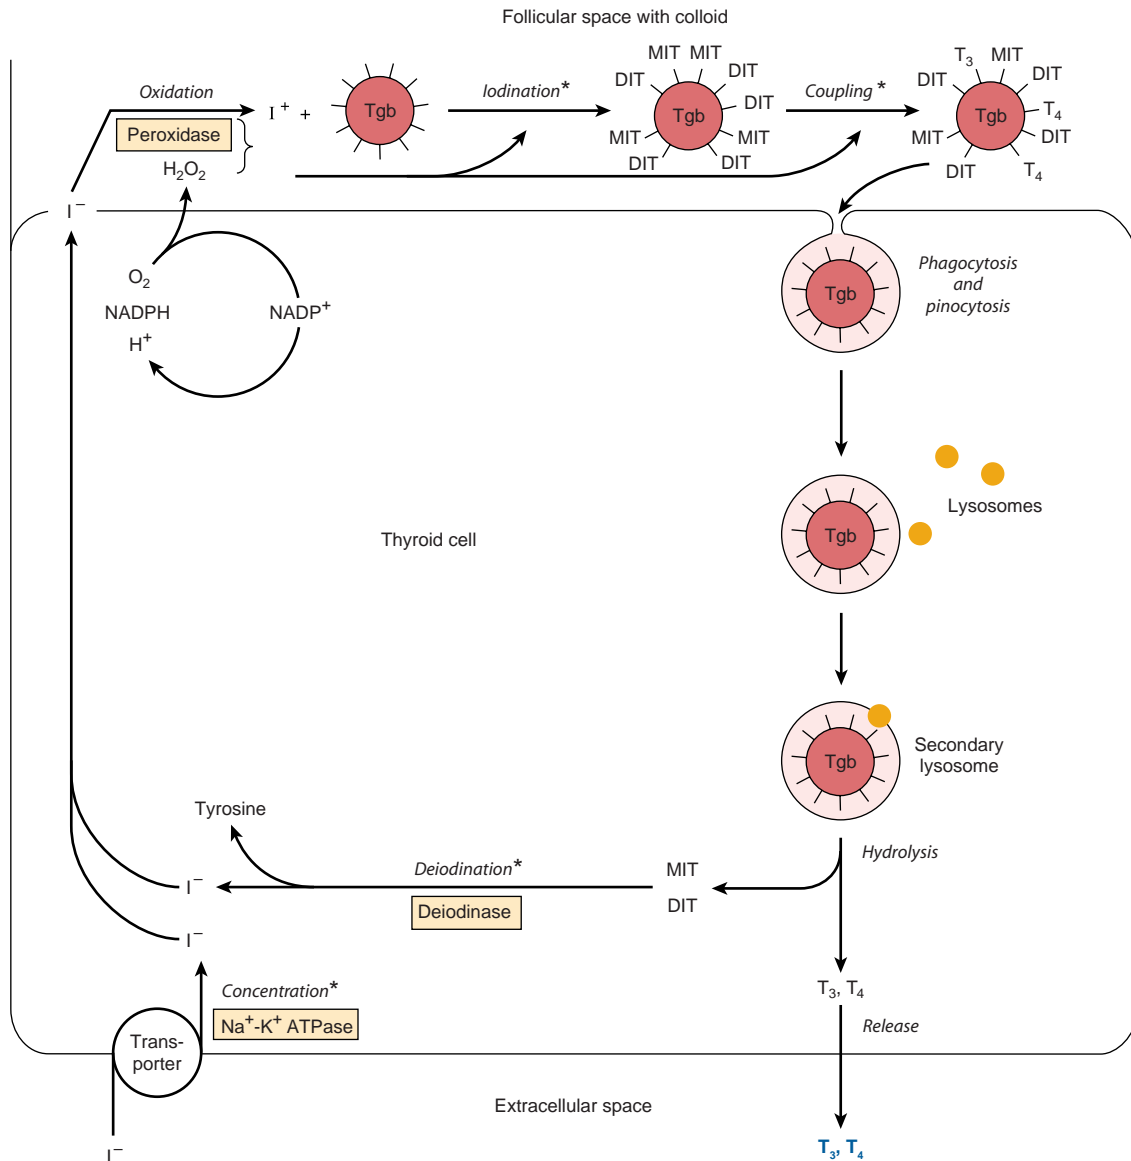 Follicular space with colloid
Oxidation
Peroxidase
H₂O₂
I⁺ +
Tgb
Iodination*
MIT MIT
DIT DIT
DIT
Tgb
MIT MIT
DIT DIT
Coupling*
T₃ MIT
DIT DIT
T₄
Tgb
MIT DIT
DIT T₄
I⁻
O₂
NADPH
H⁺
NADP⁺
Tgb
Phagocytosis
and
pinocytosis
Thyroid cell
Tgb
Lysosomes
Tgb
Secondary
lysosome
Hydrolysis
Tyrosine
Deiodination*
Deiodinase
MIT
DIT
I⁻
I⁻
Concentration*
Na⁺-K⁺ ATPase
Trans-
porter
T₃, T₄
Release
Extracellular space
I⁻
T₃, T₄